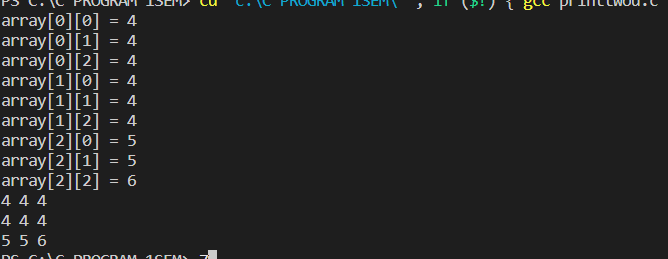 PS C:\C PROGRAM 1SEM> cd "c:\C PROGRAM 1SEM\" ; if ($?) { gcc printtwod.c
array[0][0] = 4
array[0][1] = 4
array[0][2] = 4
array[1][0] = 4
array[1][1] = 4
array[1][2] = 4
array[2][0] = 5
array[2][1] = 5
array[2][2] = 6
4 4 4
4 4 4
5 5 6
PS C:\C PROGRAM 1SEM> 7